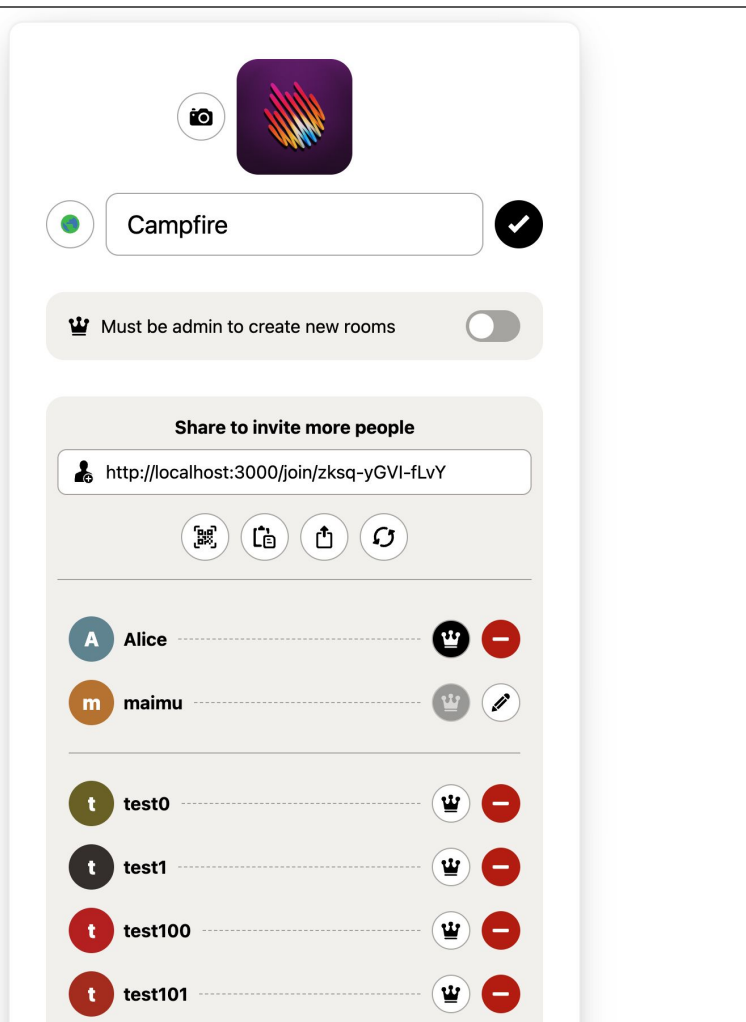 Campfire
Must be admin to create new rooms
Share to invite more people
http://localhost:3000/join/zksq-yGVI-fLvY
A Alice
m maimu
t test0
t test1
t test100
t test101